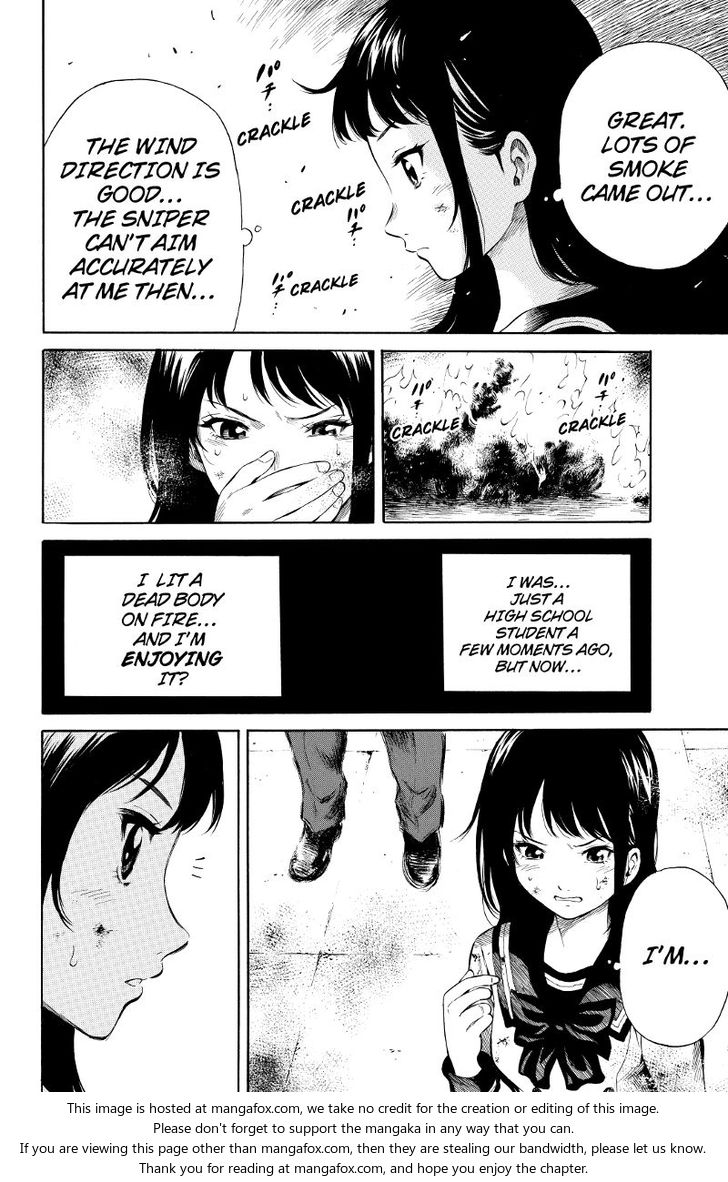 GREAT.
LOTS OF
SMOKE
CAME OUT...
パチ...
CRACKLE
CRACKLE
パチ
パチ CRACKLE
THE WIND
DIRECTION IS
GOOD...
THE SNIPER
CAN'T AIM
ACCURATELY
AT ME THEN...
パチ...
CRACKLE
パチ...
CRACKLE
I WAS...
JUST A
HIGH SCHOOL
STUDENT A
FEW MOMENTS AGO,
BUT NOW...
I LIT A
DEAD BODY
ON FIRE...
AND I'M
ENJOYING
IT?
I'M...
This image is hosted at mangafox.com, we take no credit for the creation or editing of this image.
Please don't forget to support the mangaka in any way that you can.
If you are viewing this page other than mangafox.com, then they are stealing our bandwidth, please let us know.
Thank you for reading at mangafox.com, and hope you enjoy the chapter.